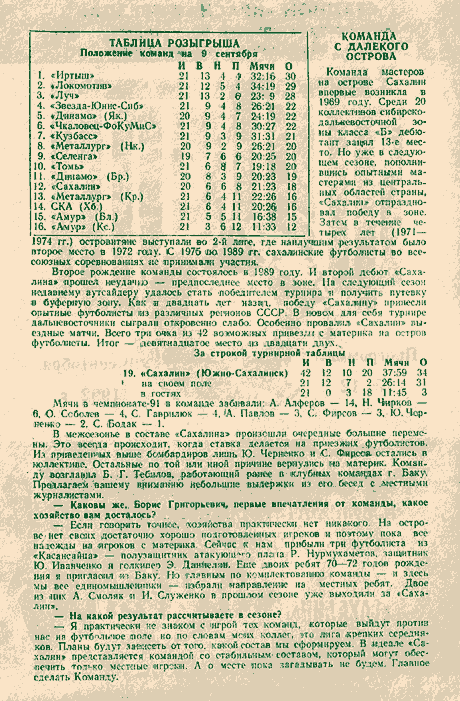 ТАБЛИЦА РОЗЫГРЫША
Положение команд на 9 сентября
И В Н П Мячи О
1. «Иртыш» 21 13 4 4 32:16 30
2. «Локомотив» 21 12 5 4 34:19 29
3. «Луч» 21 13 2 6 23: 9 28
4. «Звезда-Юнис-Сиб» 21 9 4 8 26:21 22
5. «Динамо» (Як.) 20 9 4 7 24:19 22
6. «Чкаловец-ФоКуМиС» 21 9 4 8 30:27 22
7. «Кузбасс» 21 9 3 9 31:31 21
8. «Металлург» (Нк.) 20 9 2 9 26:21 20
9. «Селенга» 19 7 6 6 20:25 20
10. «Томь» 21 6 8 7 19:18 20
11. «Динамо» (Бр.) 20 8 3 9 20:23 19
12. «Сахалин» 20 6 6 8 21:23 18
13. «Металлург» (Кр.) 21 6 4 11 22:26 16
14. СКА (Хб.) 21 6 4 11 20:26 16
15. «Амур» (Бл.) 21 5 5 11 16:38 15
16. «Амур» (Кс.) 21 3 6 12 11:33 12
КОМАНДА
С ДАЛЕКОГО
ОСТРОВА
Команда мастеров
на острове Сахалин
впервые возникла в
1969 году. Среди 20
коллективов сибирско-
дальневосточной зо-
ны класса «Б» дебю-
тант занял 13-е мес-
то. Но уже в следую-
щем сезоне, пополнив-
шись опытными ма-
стерами из централь-
ных областей страны,
«Сахалин» отпраздно-
вал победу в зоне.
Затем в течение че-
тырех лет (1971—
1974 гг.) островитяне выступали во 2-й лиге, где наилучшим результатом было
второе место в 1972 году. С 1975 по 1989 гг. сахалинские футболисты во все-
союзных соревнованиях не принимали участия.
Второе рождение команды состоялось в 1989 году. И второй дебют «Саха-
лина» прошел неудачно — предпоследнее место в зоне. На следующий сезон
недавнему аутсайдеру удалось стать победителем турнира и получить путевку
в буферную зону. Как и двадцать лет назад, победу «Сахалину» принесли
опытные футболисты из различных регионов СССР. В новом для себя турнире
дальневосточники сыграли откровенно слабо. Особенно провалил «Сахалин» вы-
ездные матчи. Всего три очка из 42 возможных привезли с материка на остров
футболисты. Итог — девятнадцатое место из двадцати двух.
За строкой турнирной таблицы
И В Н П Мячи О
19. «Сахалин» (Южно-Сахалинск) 42 12 10 20 37:59 34
на своем поле 21 12 7 2 26:14 31
в гостях 21 0 3 18 11:45 3
Мячи в чемпионате-91 в команде забивали: А. Алферов — 14, Н. Чирков —
6, О. Соболев — 4, С. Гаврилюк — 4, А. Павлов — 3, С. Фирсов — 3, Ю. Чер-
ненко — 2, С. Бодак — 1.
В межсезонье в составе «Сахалина» произошли очередные большие переме-
ны. Это всегда происходит, когда ставка делается на приезжих футболистов.
Из приведенных выше бомбардиров лишь Ю. Черненко и С. Фирсов остались в
коллективе. Остальные по той или иной причине вернулись на материк. Коман-
ду возглавил Б. Г. Тебилов, работающий ранее в клубных командах г. Баку.
Предлагаем вашему вниманию небольшие выдержки из его бесед с местными
журналистами.
— Каковы же, Борис Григорьевич, первые впечатления от команды, какое
хозяйство вам досталось?
— Если говорить точнее, хозяйства практически нет никакого. На остро-
ве нет своих достаточно хорошо подготовленных игроков и поэтому пока все
надежды на игроков с материка. Сейчас к нам прибыли три футболиста из
«Касансайца» — полузащитник атакующего плана Р. Нурмухаметов, защитник
Ю. Иванченко и голкипер Э. Даниелян. Еще двоих ребят 70—72 годов рожде-
ния я пригласил из Баку. Но главным по комплектованию команды — и здесь
мы все единомышленники — избрали направление на местных ребят. Двое
из них А. Смоляк и И. Служенко в прошлом сезоне уже выходили за «Саха-
лин».
— На какой результат рассчитываете в сезоне?
— Я практически не знаком с игрой тех команд, которые выйдут против
нас на футбольное поле, но по словам моих коллег, это лига крепких середня-
ков. Планы будут зависеть от того, какой состав мы сформируем. В идеале «Са-
халин» представляется командой со стабильным составом, который могут обес-
печить только местные игроки. А о месте пока загадывать не будем. Главное
сделать Команду.